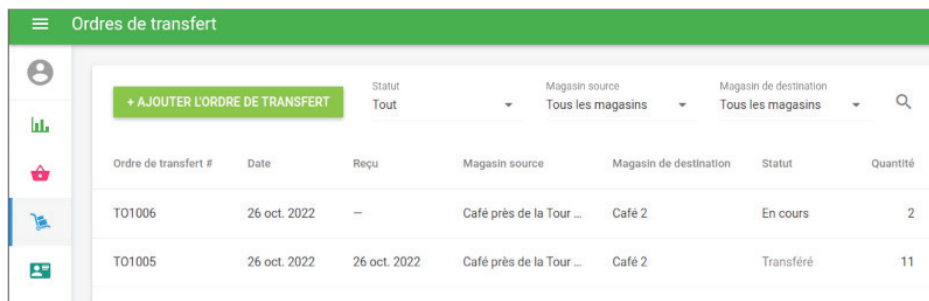 Ordres de transfert
Statut Magasin source Magasin de destination
+ AJOUTER L'ORDRE DE TRANSFERT Tout Tous les magasins Tous les magasins
Ordre de transfert # Date Reçu Magasin source Magasin de destination Statut Quantité
TO1006 26 oct. 2022 – Café près de la Tour ... Café 2 En cours 2
TO1005 26 oct. 2022 26 oct. 2022 Café près de la Tour ... Café 2 Transféré 11